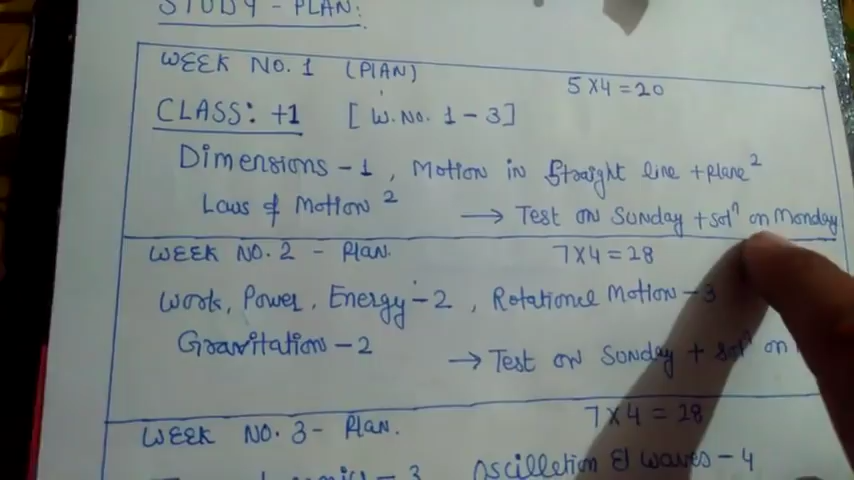 STUDY - PLAN:
WEEK NO. 1 (PLAN) 5 X 4 = 20
CLASS: +1 [W. NO. 1 - 3]
Dimensions - 1, Motion in Straight line + plane 2
Laws of Motion 2 → Test on Sunday + solⁿ on Monday
WEEK NO. 2 - Plan. 7 X 4 = 28
Work, Power, Energy - 2, Rotational Motion - 3
Gravitation - 2 → Test on Sunday + solⁿ on
WEEK NO. 3 - Plan. 7 X 4 = 28
- 3 Oscillation & waves - 4